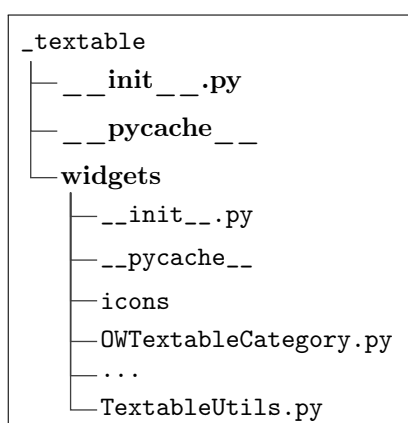 _textable
__init__.py
__pycache__
widgets
__init__.py
__pycache__
icons
OWTextableCategory.py
...
TextableUtils.py